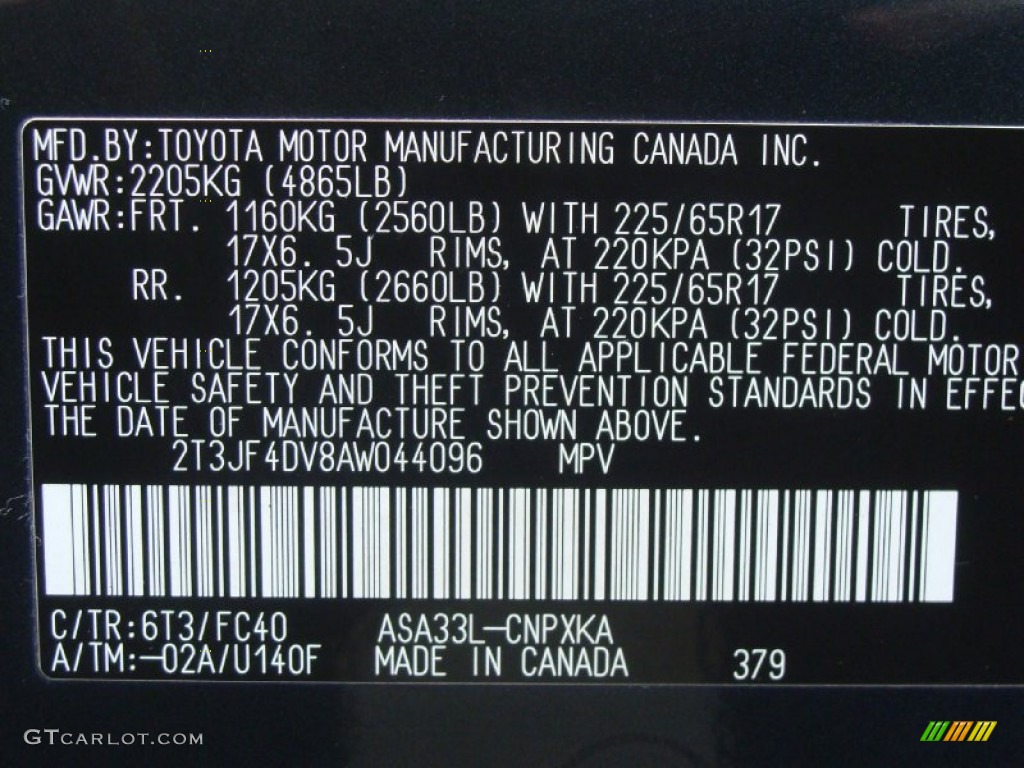 MFD.BY:TOYOTA MOTOR MANUFACTURING CANADA INC.
GVWR:2205KG (4865LB)
GAWR:FRT. 1160KG (2560LB) WITH 225/65R17 TIRES,
17X6. 5J RIMS, AT 220KPA (32PSI) COLD.
RR. 1205KG (2660LB) WITH 225/65R17 TIRES,
17X6. 5J RIMS, AT 220KPA (32PSI) COLD.
THIS VEHICLE CONFORMS TO ALL APPLICABLE FEDERAL MOTOR
VEHICLE SAFETY AND THEFT PREVENTION STANDARDS IN EFFE
THE DATE OF MANUFACTURE SHOWN ABOVE.
2T3JF4DV8AW044096 MPV
C/TR:6T3/FC40 ASA33L-CNPXKA
A/TM:-02A/U140F MADE IN CANADA 379
GTCARLOT.COM